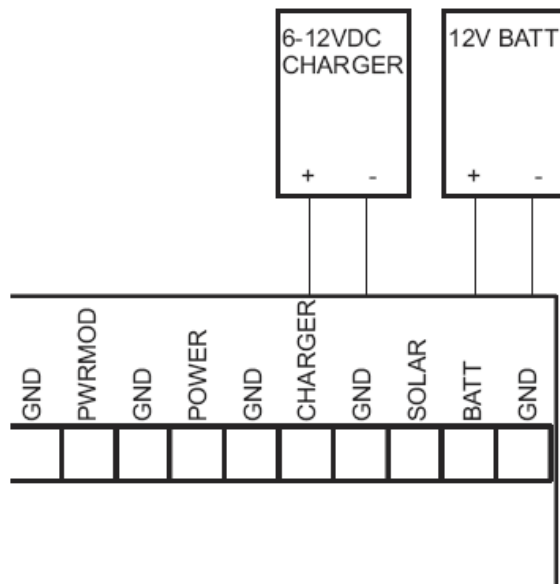 6-12VDC
CHARGER
+ -
12V BATT
+ -
GND
PWRMOD
GND
POWER
GND
CHARGER
GND
SOLAR
BATT
GND